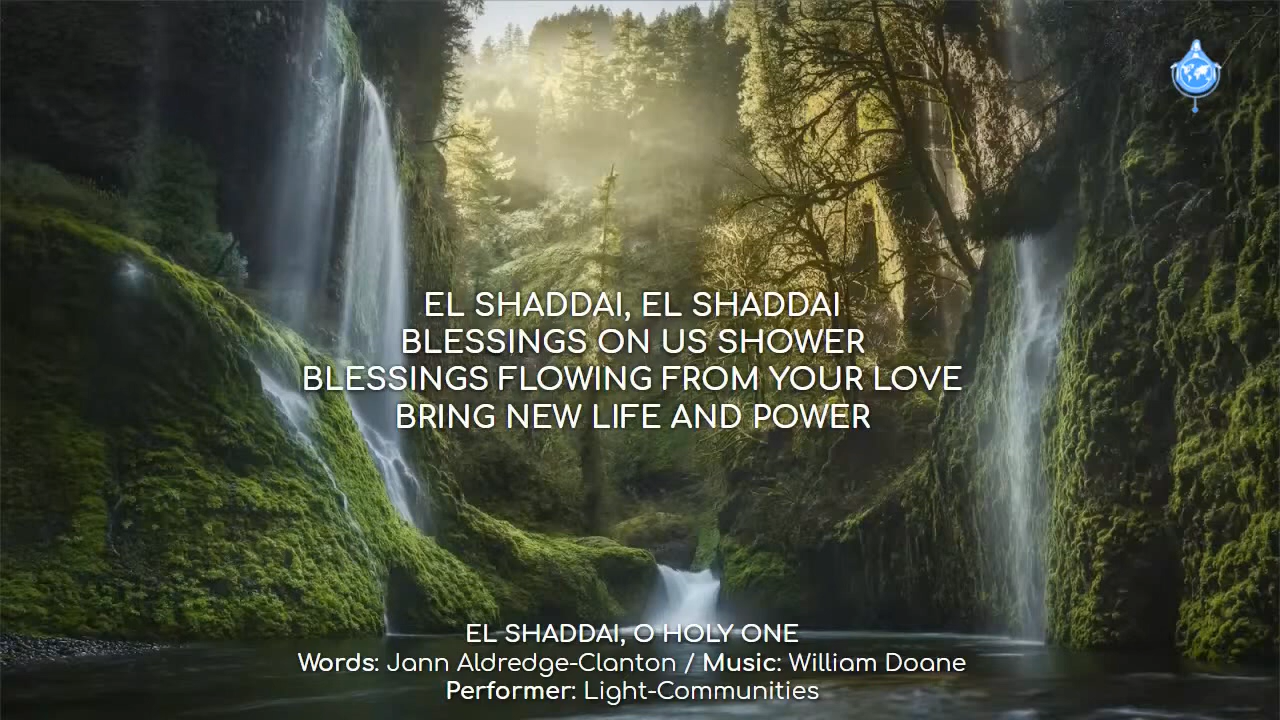 EL SHADDAI, EL SHADDAI
BLESSINGS ON US SHOWER
BLESSINGS FLOWING FROM YOUR LOVE
BRING NEW LIFE AND POWER
EL SHADDAI, O HOLY ONE
Words: Jann Aldredge-Clanton / Music: William Doane
Performer: Light-Communities